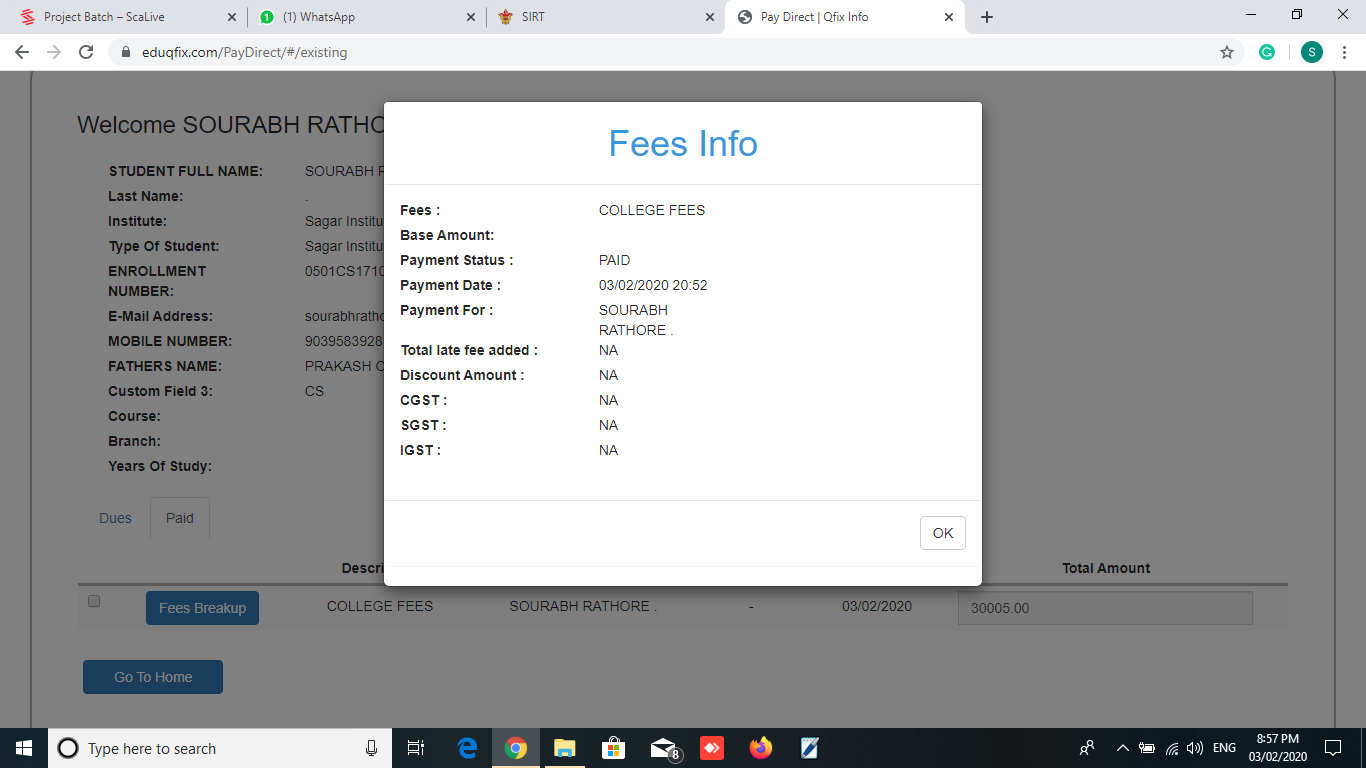 Project Batch – ScaLive
(1) WhatsApp
SIRT
Pay Direct | Qfix Info
eduqfix.com/PayDirect/#/existing
S
Welcome SOURABH RATHO
STUDENT FULL NAME: SOURABH R
Last Name: .
Institute: Sagar Institu
Type Of Student: Sagar Institu
ENROLLMENT 0501CS1710
NUMBER:
E-Mail Address: sourabhratho
MOBILE NUMBER: 9039583928
FATHERS NAME: PRAKASH C
Custom Field 3: CS
Course:
Branch:
Years Of Study:
Fees Info
Fees : COLLEGE FEES
Base Amount:
Payment Status : PAID
Payment Date : 03/02/2020 20:52
Payment For : SOURABH
RATHORE .
Total late fee added : NA
Discount Amount : NA
CGST : NA
SGST : NA
IGST : NA
OK
Dues Paid
Descri Total Amount
Fees Breakup COLLEGE FEES SOURABH RATHORE . - 03/02/2020 30005.00
Go To Home
Type here to search
8
ENG
8:57 PM
03/02/2020